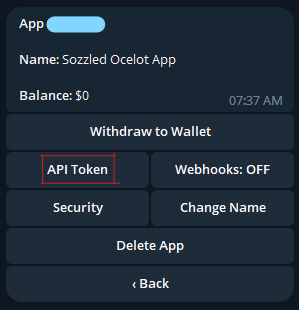 App
Name: Sozzled Ocelot App
Balance: $0
07:37 AM
Withdraw to Wallet
API Token
Webhooks: OFF
Security
Change Name
Delete App
‹ Back